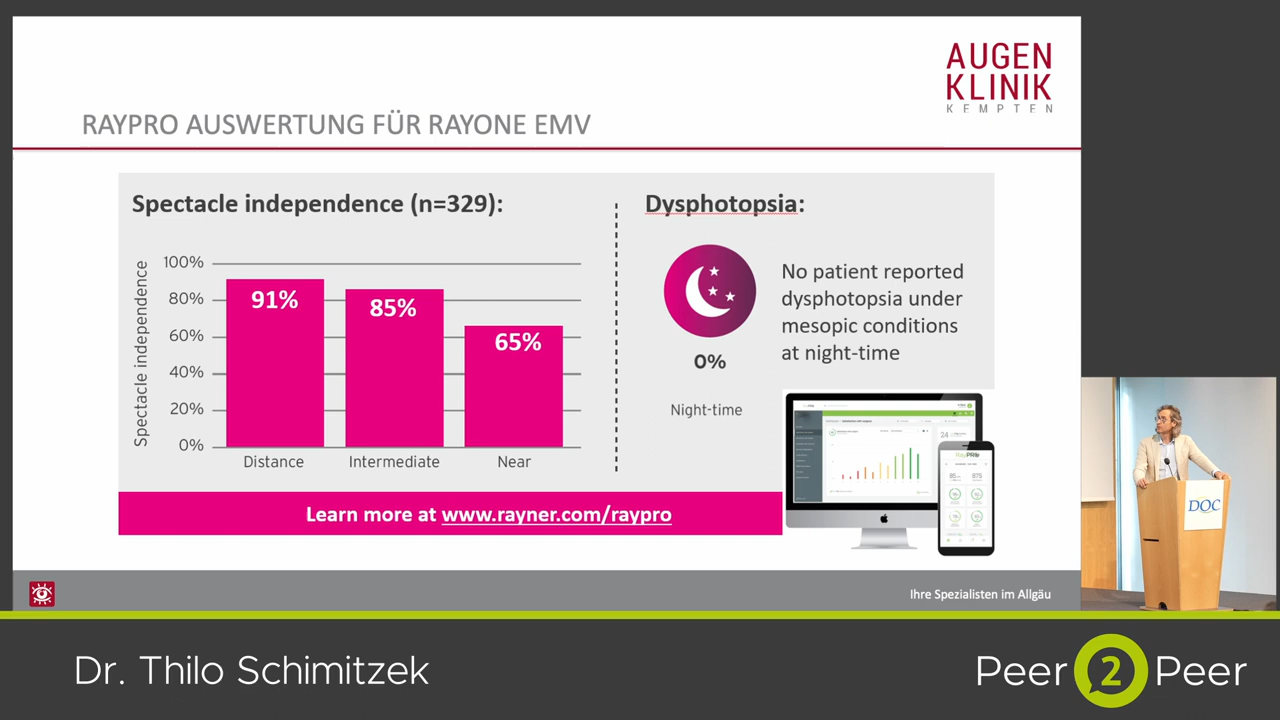 AUGEN
KLINIK
KEMPTEN
RAYPRO AUSWERTUNG FÜR RAYONE EMV
Spectacle independence (n=329):
Spectacle independence
100%
80%
60%
40%
20%
0%
91%
85%
65%
Distance
Intermediate
Near
Dysphotopsia:
No patient reported
dysphotopsia under
mesopic conditions
at night-time
0%
Night-time
RayPRO
Learn more at www.rayner.com/raypro
Ihre Spezialisten im Allgäu
DOC
Dr. Thilo Schimitzek
Peer 2 Peer